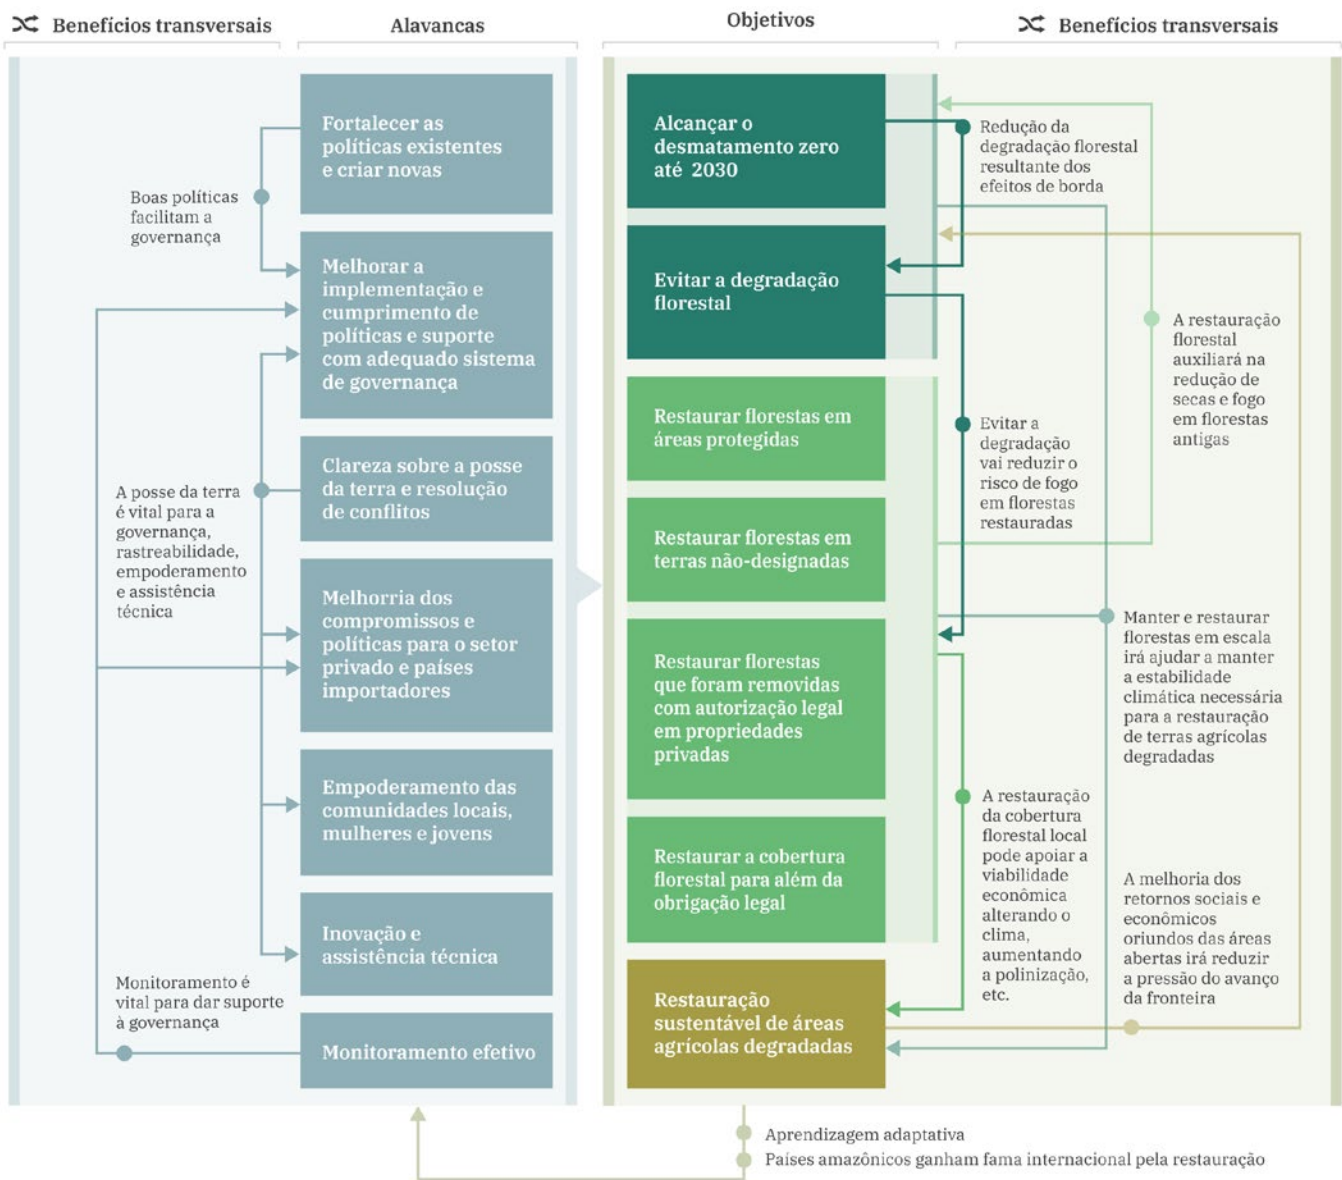 Benefícios transversais
Alavancas
Objetivos
Benefícios transversais
Boas políticas
facilitam a
governança
A posse da terra
é vital para a
governança,
rastreabilidade,
empoderamento
e assistência
técnica
Monitoramento é
vital para dar suporte
à governança
Fortalecer as
políticas existentes
e criar novas
Melhorar a
implementação e
cumprimento de
políticas e suporte
com adequado sistema
de governança
Clareza sobre a posse
da terra e resolução
de conflitos
Melhorria dos
compromissos e
políticas para o setor
privado e países
importadores
Empoderamento das
comunidades locais,
mulheres e jovens
Inovação e
assistência técnica
Monitoramento efetivo
Alcançar o
desmatamento zero
até 2030
Evitar a degradação
florestal
Restaurar florestas em
áreas protegidas
Restaurar florestas em
terras não-designadas
Restaurar florestas
que foram removidas
com autorização legal
em propriedades
privadas
Restaurar a cobertura
florestal para além da
obrigação legal
Restauração
sustentável de áreas
agrícolas degradadas
Redução da
degradação florestal
resultante dos
efeitos de borda
A restauração
florestal
auxiliará na
redução de
secas e fogo
em florestas
antigas
Evitar a
degradação
vai reduzir o
risco de fogo
em florestas
restauradas
Manter e restaurar
florestas em escala
irá ajudar a manter
a estabilidade
climática necessária
para a restauração
de terras agrícolas
degradadas
A restauração
da cobertura
florestal local
pode apoiar a
viabilidade
econômica
alterando o
clima,
aumentando
a polinização,
etc.
A melhoria dos
retornos sociais e
econômicos
oriundos das áreas
abertas irá reduzir
a pressão do avanço
da fronteira
Aprendizagem adaptativa
Países amazônicos ganham fama internacional pela restauração